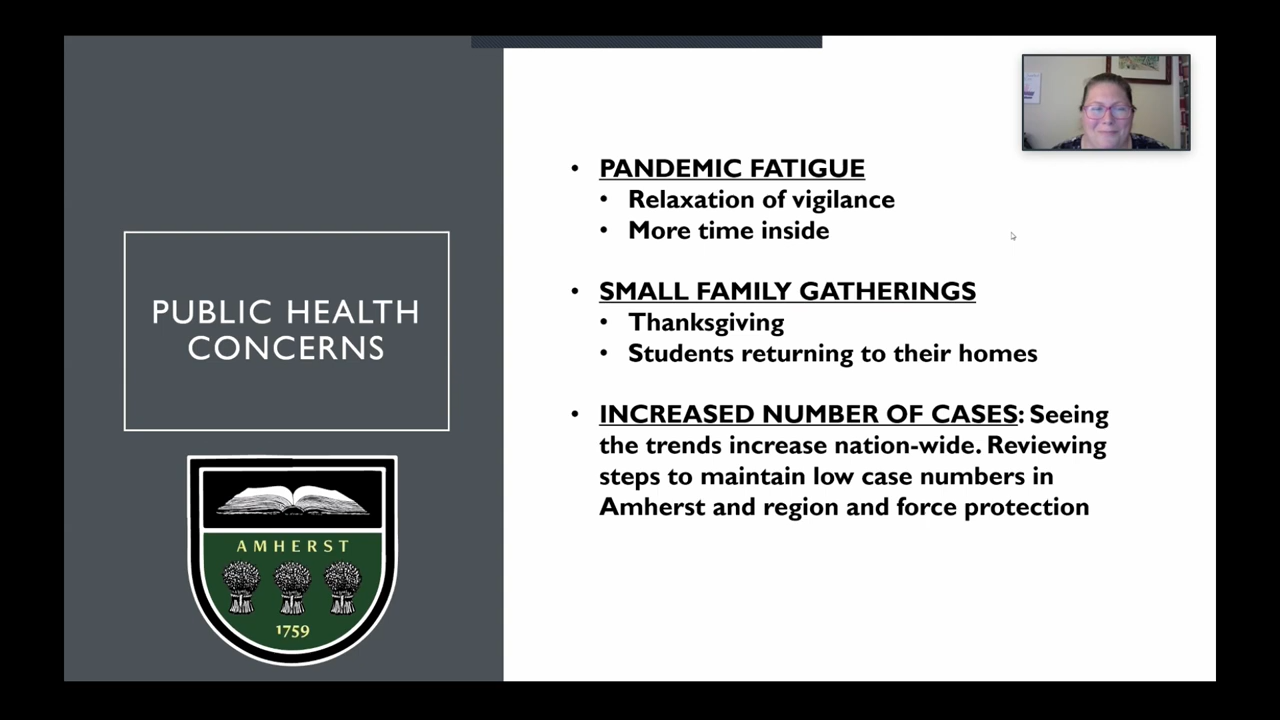 PUBLIC HEALTH
CONCERNS
AMHERST
1759
• PANDEMIC FATIGUE
• Relaxation of vigilance
• More time inside
• SMALL FAMILY GATHERINGS
• Thanksgiving
• Students returning to their homes
• INCREASED NUMBER OF CASES: Seeing
the trends increase nation-wide. Reviewing
steps to maintain low case numbers in
Amherst and region and force protection